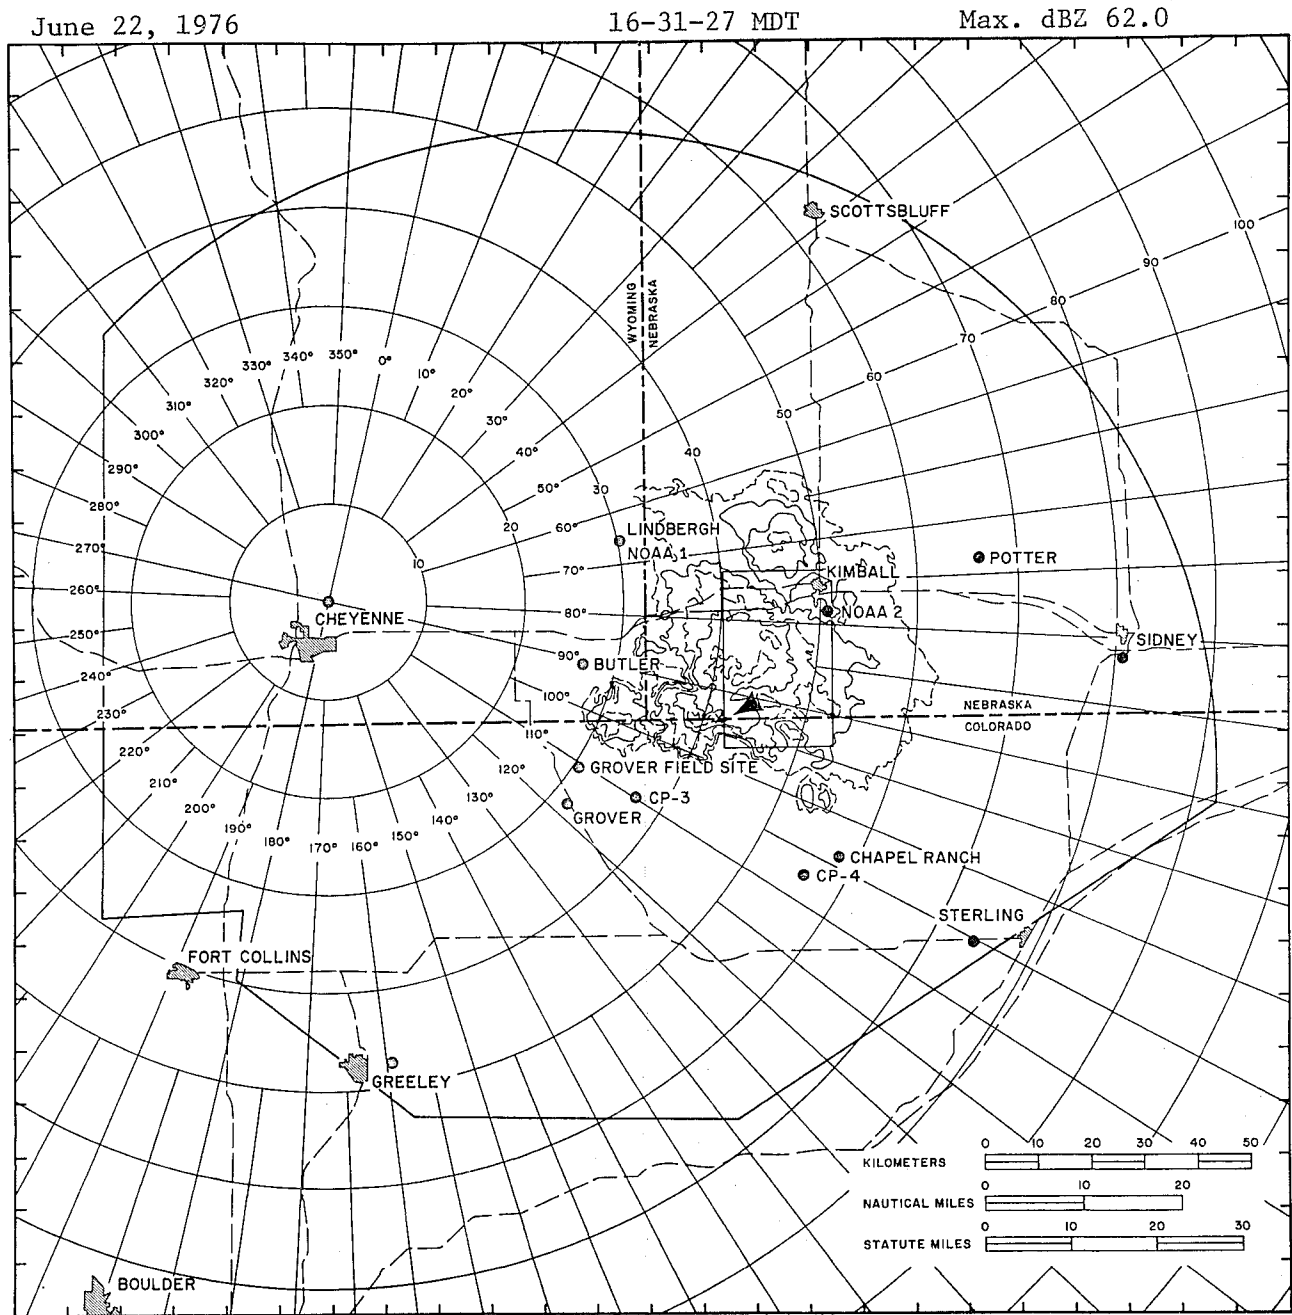 June 22, 1976 16-31-27 MDT Max. dBZ 62.0
SCOTTSBLUFF
100
90
80
70
60
50
40
30
20
10
WYOMING
NEBRASKA
330° 340° 350° 0° 10° 20° 30° 40° 50° 60° 70° 80° 90° 100° 110° 120° 130° 140° 150° 160° 170° 180° 190° 200° 210° 220° 230° 240° 250° 260° 270° 280° 290° 300° 310° 320°
LINDBERGH
NOAA 1
POTTER
KIMBALL
NOAA 2
CHEYENNE
SIDNEY
BUTLER
NEBRASKA
COLORADO
GROVER FIELD SITE
CP-3
GROVER
CHAPEL RANCH
CP-4
STERLING
FORT COLLINS
GREELEY
BOULDER
0 10 20 30 40 50
KILOMETERS
0 10 20
NAUTICAL MILES
0 10 20 30
STATUTE MILES